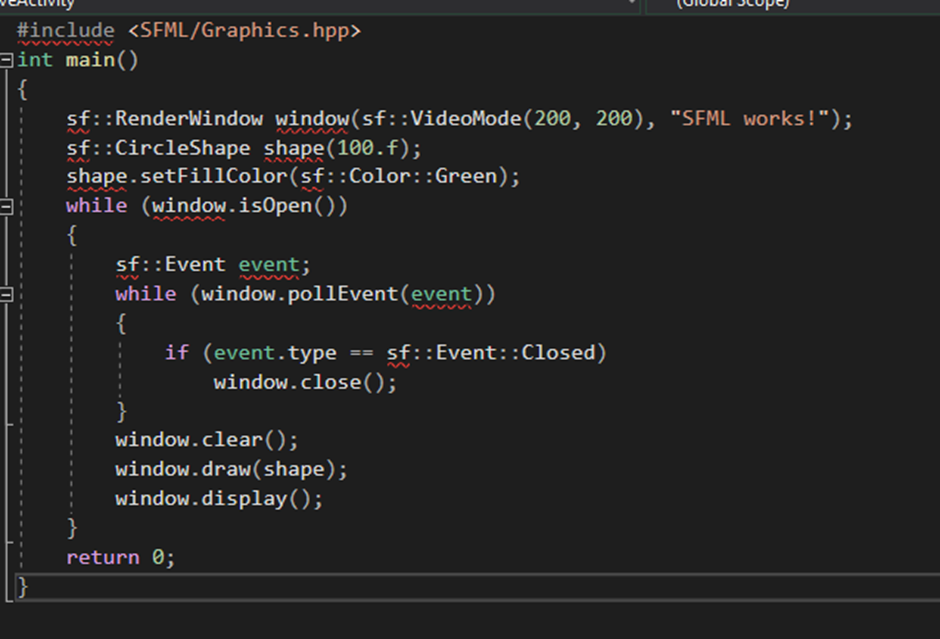 (Global Scope)
#include <SFML/Graphics.hpp>
int main()
{
sf::RenderWindow window(sf::VideoMode(200, 200), "SFML works!");
sf::CircleShape shape(100.f);
shape.setFillColor(sf::Color::Green);
while (window.isOpen())
{
sf::Event event;
while (window.pollEvent(event))
{
if (event.type == sf::Event::Closed)
window.close();
}
window.clear();
window.draw(shape);
window.display();
}
return 0;
}